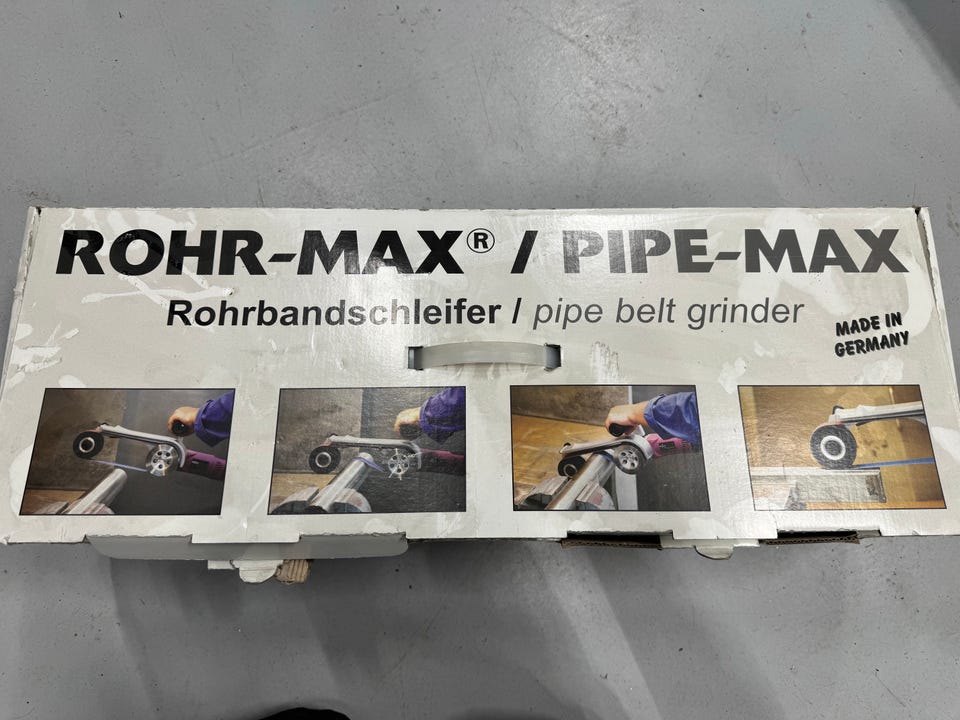 ROHR-MAX® / PIPE-MAX
Rohrbandschleifer / pipe belt grinder
MADE IN
GERMANY